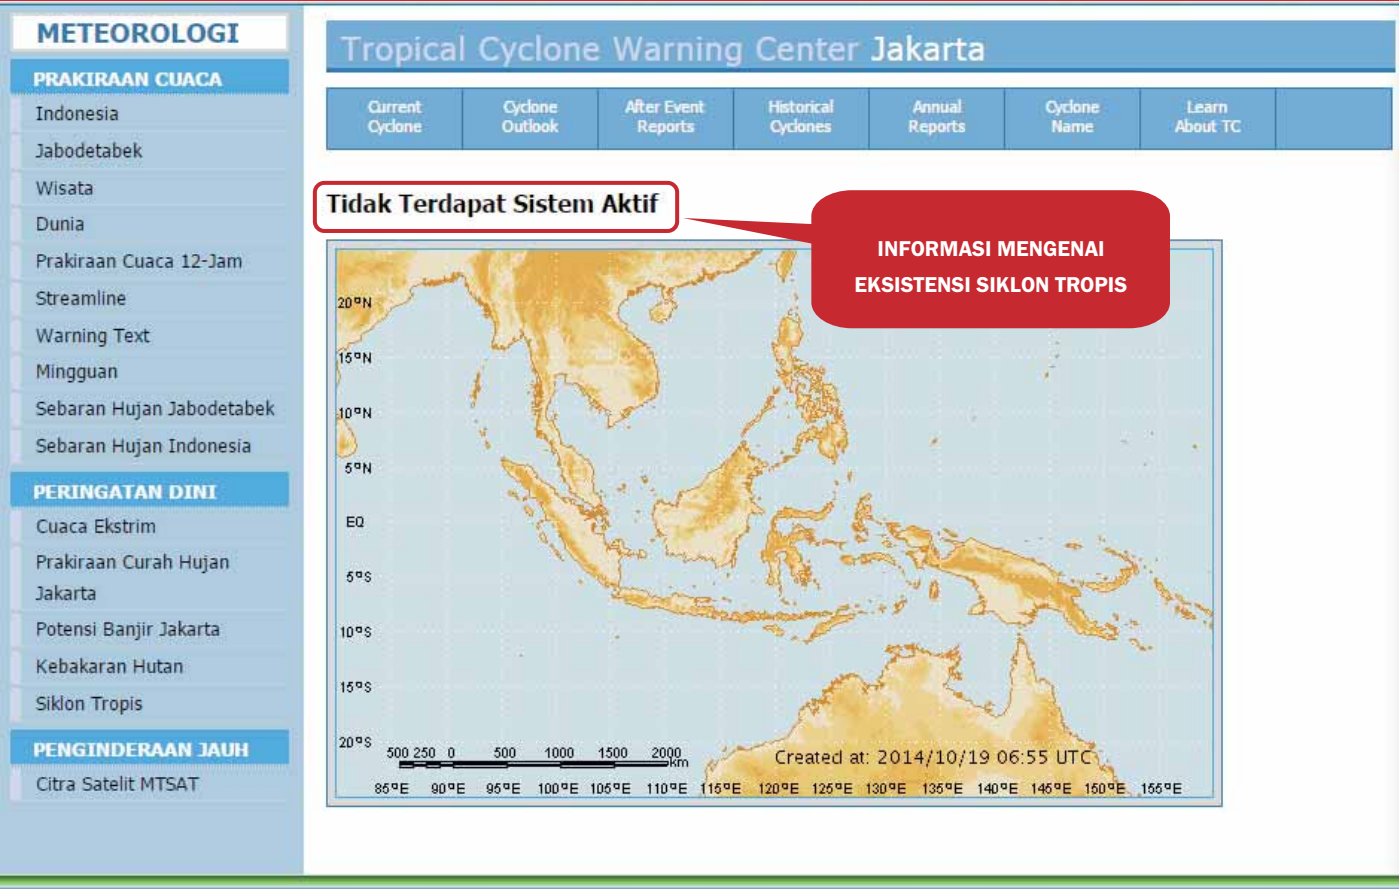 METEOROLOGI
PRAKIRAAN CUACA
Indonesia
Jabodetabek
Wisata
Dunia
Prakiraan Cuaca 12-Jam
Streamline
Warning Text
Mingguan
Sebaran Hujan Jabodetabek
Sebaran Hujan Indonesia
PERINGATAN DINI
Cuaca Ekstrim
Prakiraan Curah Hujan
Jakarta
Potensi Banjir Jakarta
Kebakaran Hutan
Siklon Tropis
PENGINDERAAN JAUH
Citra Satelit MTSAT
Tropical Cyclone Warning Center Jakarta
Current
Cyclone
Cyclone
Outlook
After Event
Reports
Historical
Cyclones
Annual
Reports
Cyclone
Name
Learn
About TC
Tidak Terdapat Sistem Aktif
INFORMASI MENGENAI
EKSISTENSI SIKLON TROPIS
20°N
15°N
10°N
5°N
EQ
5°S
10°S
15°S
20°S
500 250 0 500 1000 1500 2000
km
Created at: 2014/10/19 06:55 UTC
85°E 90°E 95°E 100°E 105°E 110°E 115°E 120°E 125°E 130°E 135°E 140°E 145°E 150°E 155°E